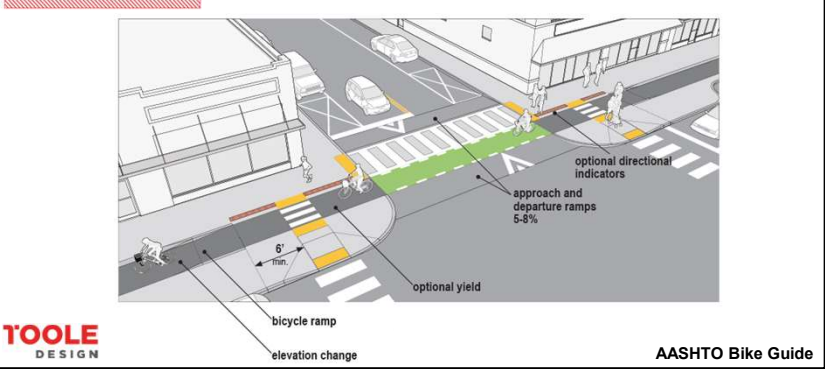 optional directional
indicators
approach and
departure ramps
5-8%
6'
min.
optional yield
bicycle ramp
elevation change
TOOLE
DESIGN
AASHTO Bike Guide